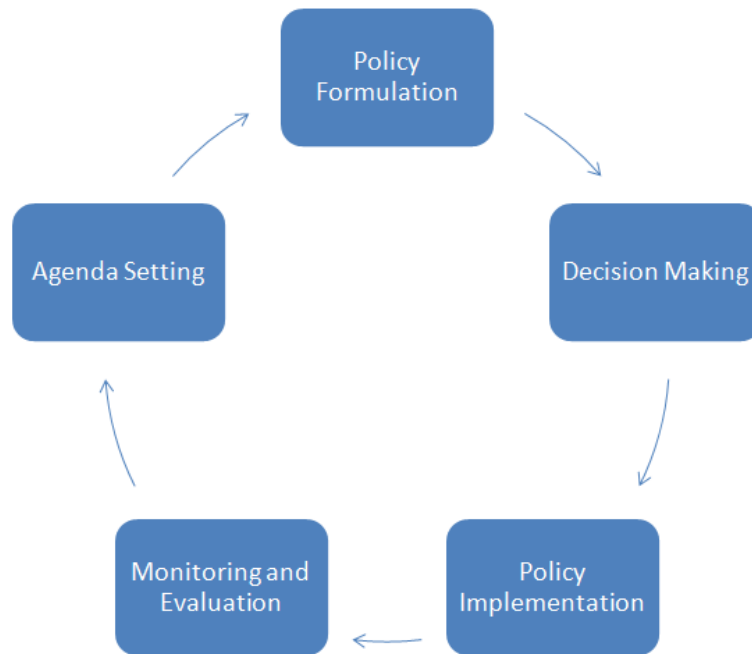 Policy
Formulation
Agenda Setting
Decision Making
Monitoring and
Evaluation
Policy
Implementation